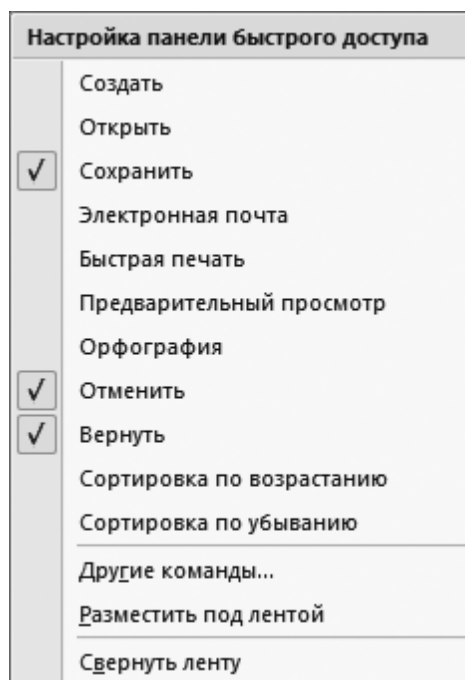 Настройка панели быстрого доступа
Создать
Открыть
Сохранить
Электронная почта
Быстрая печать
Предварительный просмотр
Орфография
Отменить
Вернуть
Сортировка по возрастанию
Сортировка по убыванию
Другие команды...
Разместить под лентой
Свернуть ленту